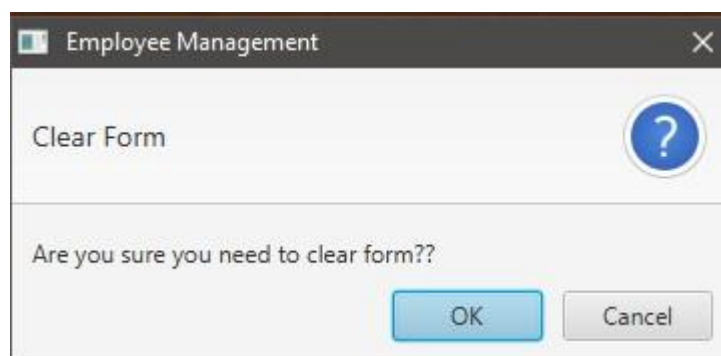 Employee Management
Clear Form
?
Are you sure you need to clear form??
OK Cancel